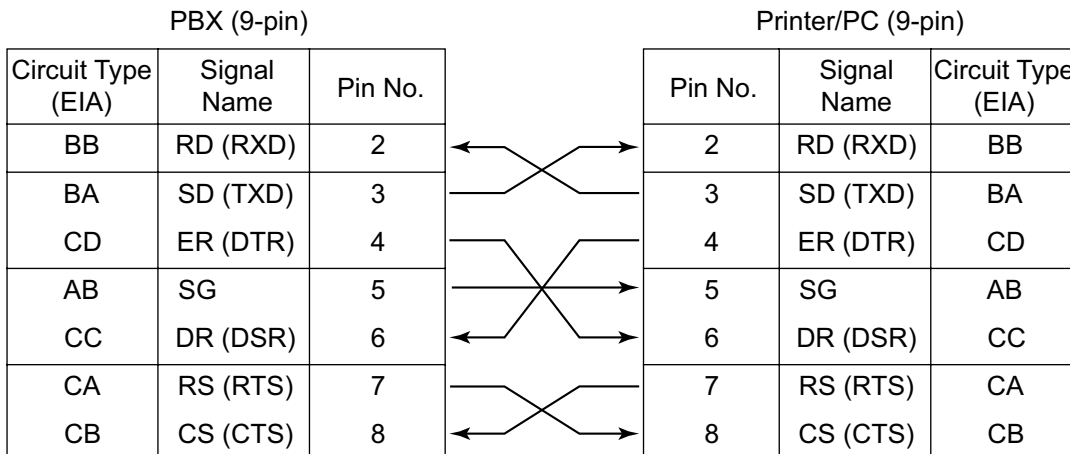 PBX (9-pin) Printer/PC (9-pin)
Circuit Type (EIA) Signal Name Pin No. Pin No. Signal Name Circuit Type (EIA)
BB RD (RXD) 2 2 RD (RXD) BB
BA SD (TXD) 3 3 SD (TXD) BA
CD ER (DTR) 4 4 ER (DTR) CD
AB SG 5 5 SG AB
CC DR (DSR) 6 6 DR (DSR) CC
CA RS (RTS) 7 7 RS (RTS) CA
CB CS (CTS) 8 8 CS (CTS) CB